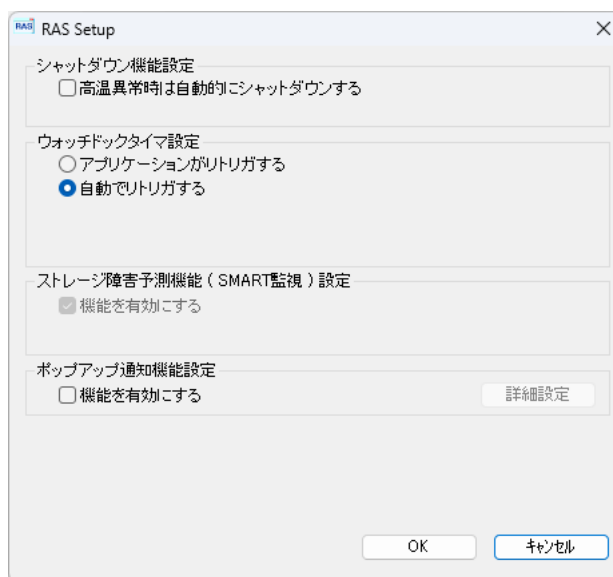 RAS RAS Setup
シャットダウン機能設定
高温異常時は自動的にシャットダウンする
ウォッチドックタイマ設定
アプリケーションがリトリガする
自動でリトリガする
ストレージ障害予測機能 ( SMART監視 ) 設定
機能を有効にする
ポップアップ通知機能設定
機能を有効にする 詳細設定
OK キャンセル